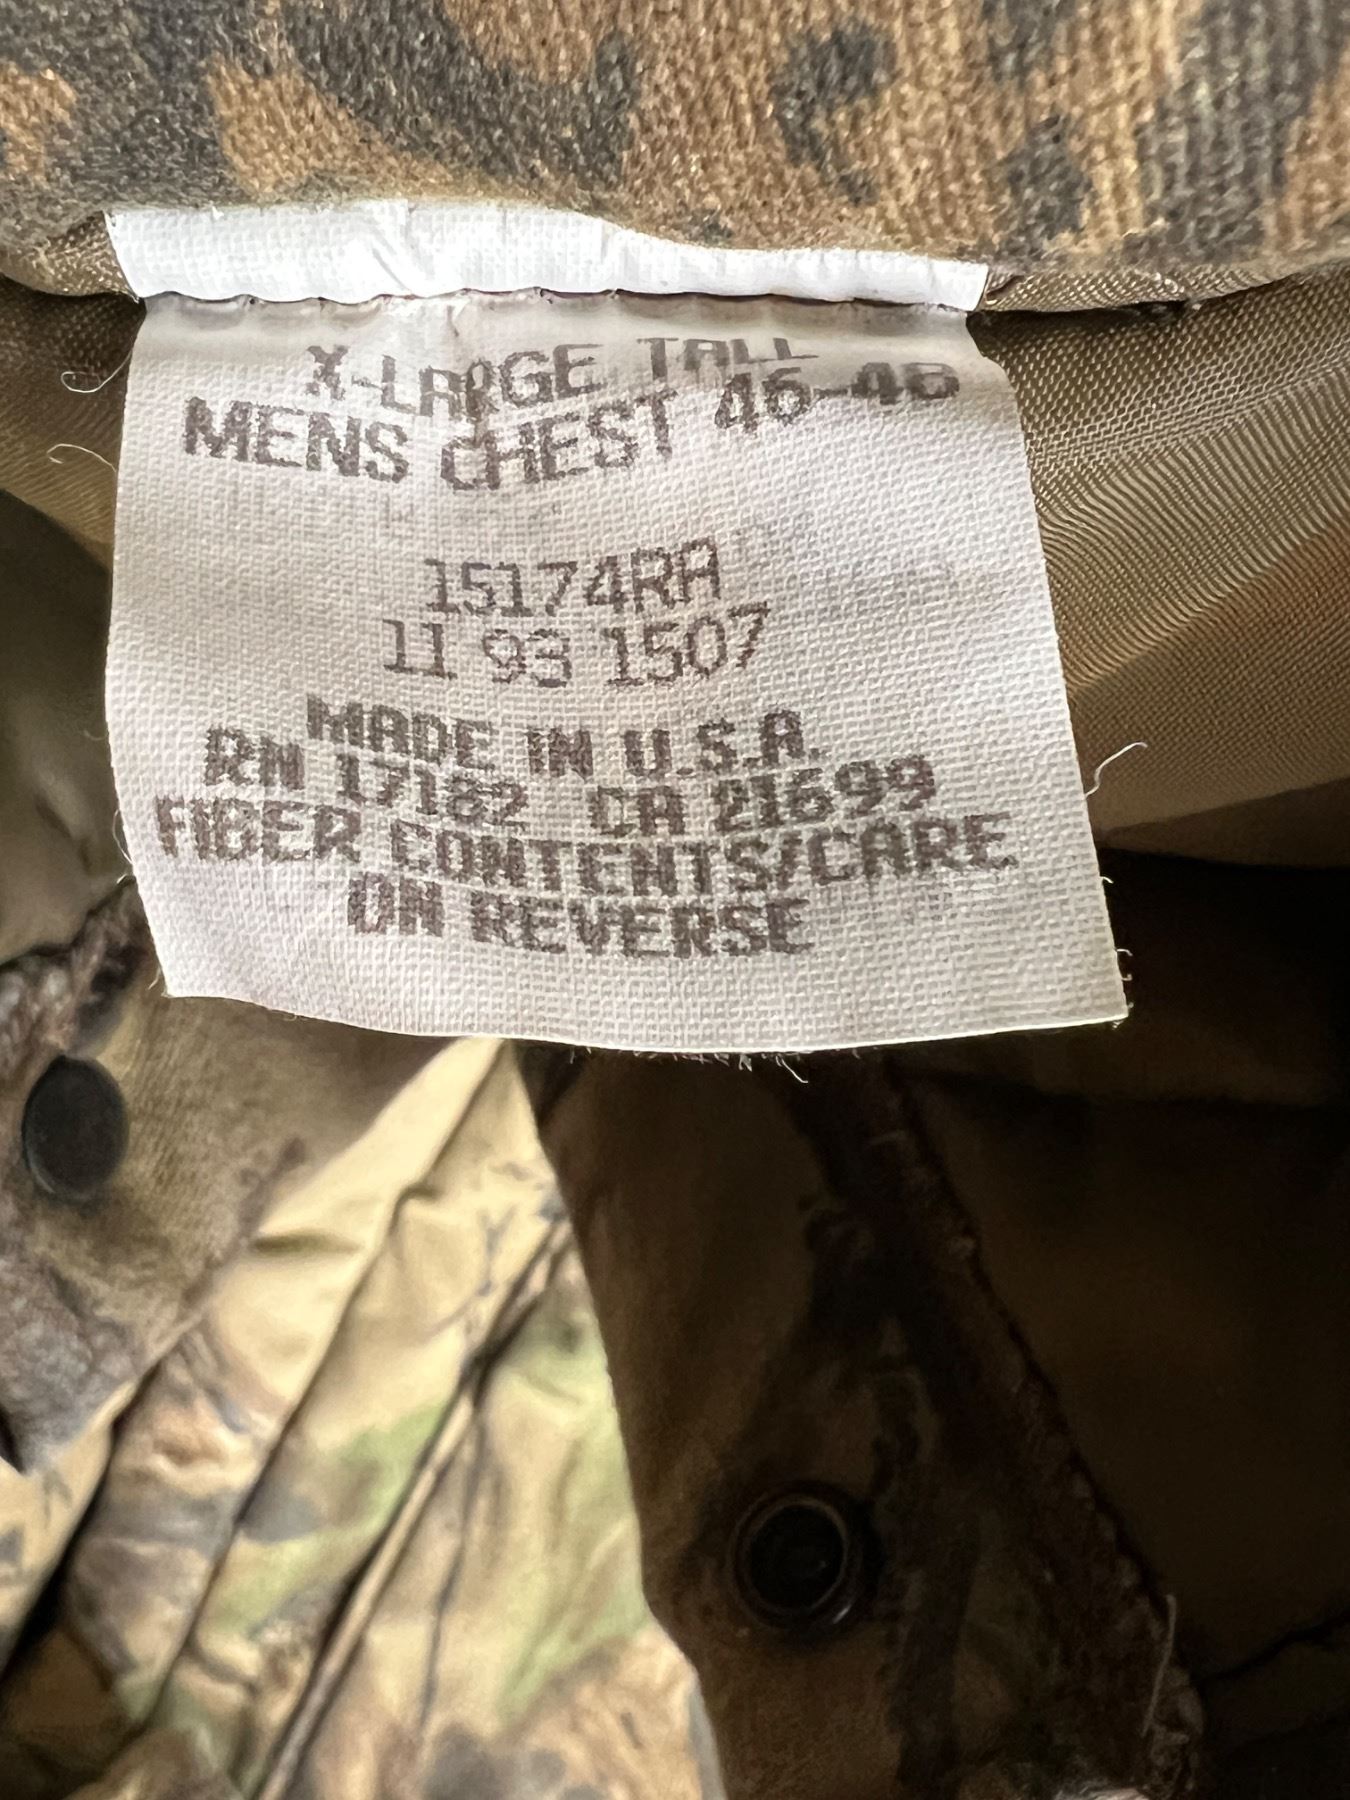 X-LARGE TALL
MENS CHEST 46-48
15174RA
11 93 1507
MADE IN U.S.A.
RN 17182 CA 21699
FIBER CONTENTS/CARE
ON REVERSE